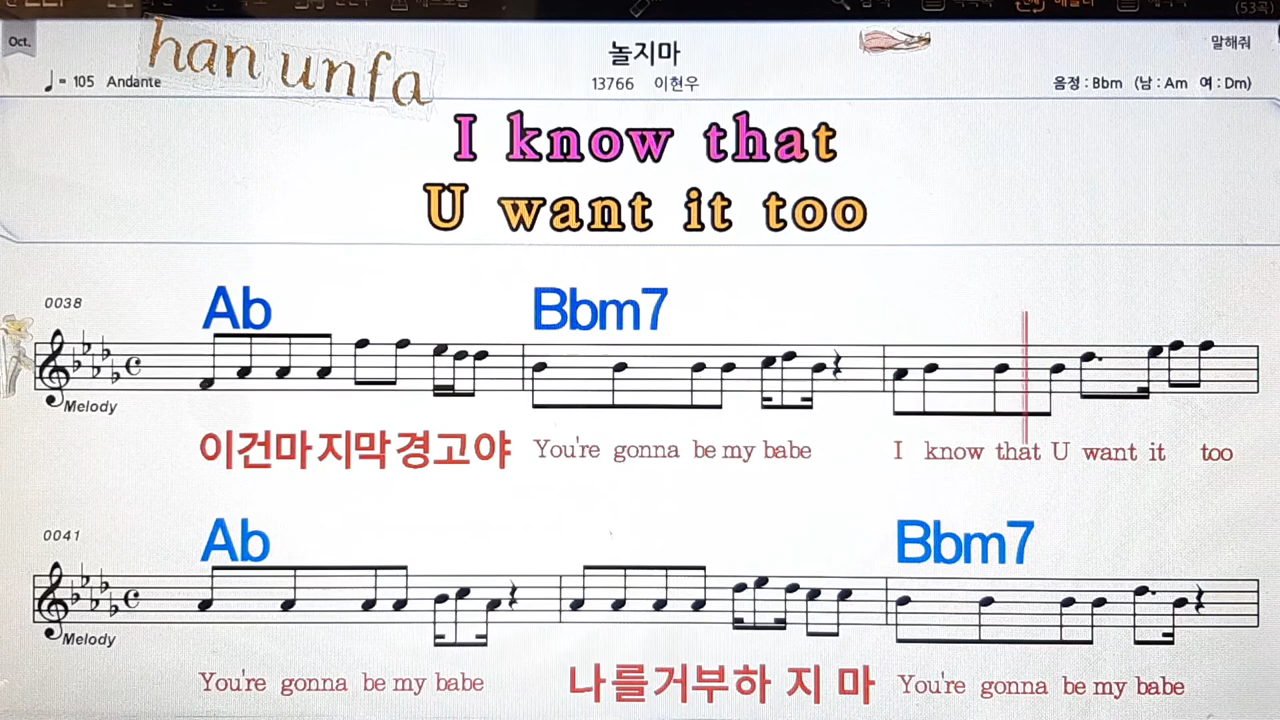 (53곡)
Oct.
han unfa
놀지마
말해줘
♩= 105 Andante
13766 이현우
음정 : Bbm (남 : Am 여 : Dm)
I know that
U want it too
0038
Ab Bbm7
Melody
이건마지막경고야 You're gonna be my babe I know that U want it too
0041
Ab Bbm7
Melody
You're gonna be my babe 나를거부하 지 마 You're gonna be my babe